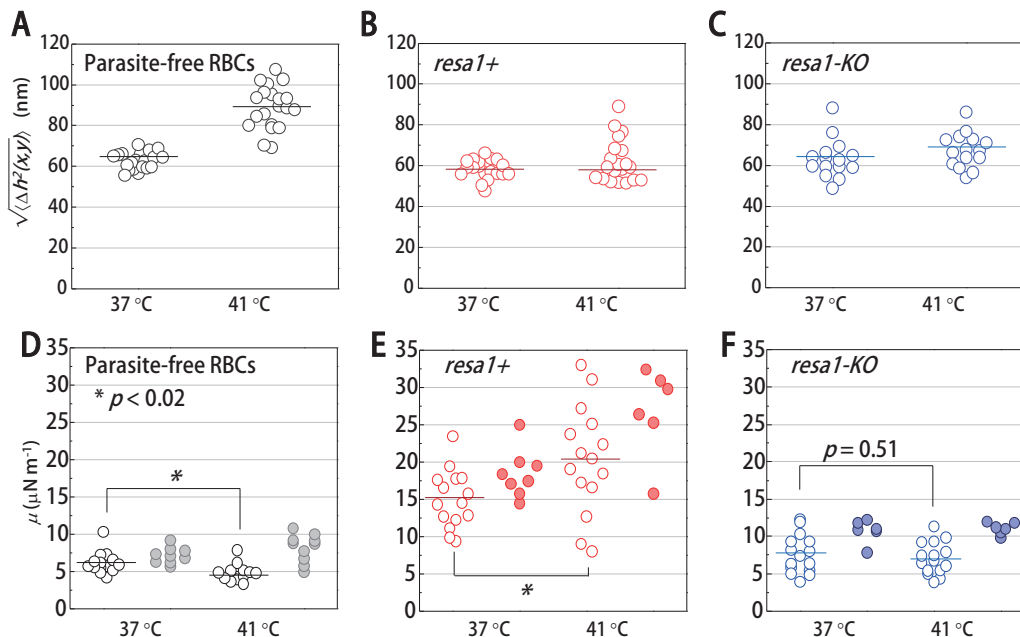 A
Parasite-free RBCs
√⟨Δh²(x,y)⟩ (nm)
120
100
80
60
40
20
0
37 °C 41 °C
B
resa1+
120
100
80
60
40
20
0
37 °C 41 °C
C
resa1-KO
120
100
80
60
40
20
0
37 °C 41 °C
D
Parasite-free RBCs
* p < 0.02
*
μ (μN m⁻¹)
35
30
25
20
15
10
5
0
37 °C 41 °C
E
resa1+
*
35
30
25
20
15
10
5
0
37 °C 41 °C
F
resa1-KO
p = 0.51
35
30
25
20
15
10
5
0
37 °C 41 °C